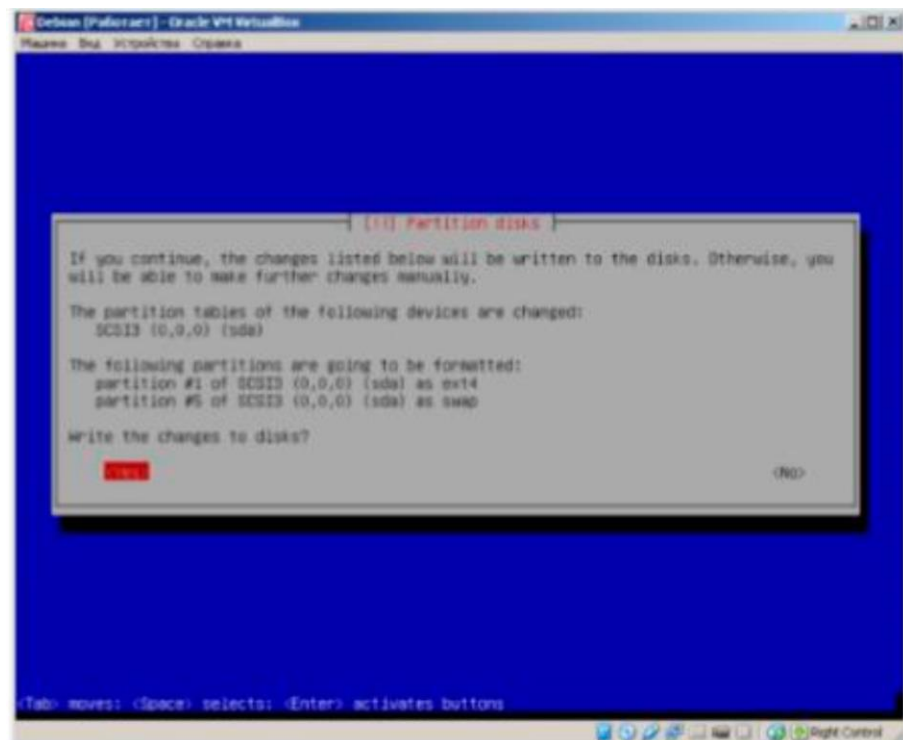 Debian [Работает] - Oracle VM VirtualBox
Машина Вид Устройства Справка
[!!] Partition disks
If you continue, the changes listed below will be written to the disks. Otherwise, you
will be able to make further changes manually.
The partition tables of the following devices are changed:
SCSI3 (0,0,0) (sda)
The following partitions are going to be formatted:
partition #1 of SCSI3 (0,0,0) (sda) as ext4
partition #5 of SCSI3 (0,0,0) (sda) as swap
Write the changes to disks?
<Yes> <No>
<Tab> moves; <Space> selects; <Enter> activates buttons
Right Control